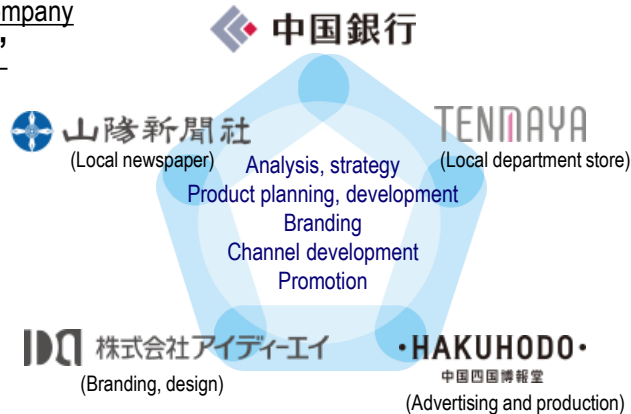 mpany
”
中国銀行
山陽新聞社
(Local newspaper)
TENMAYA
(Local department store)
Analysis, strategy
Product planning, development
Branding
Channel development
Promotion
IDA 株式会社アイディーエイ
(Branding, design)
・HAKUHODO・
中国四国博報堂
(Advertising and production)